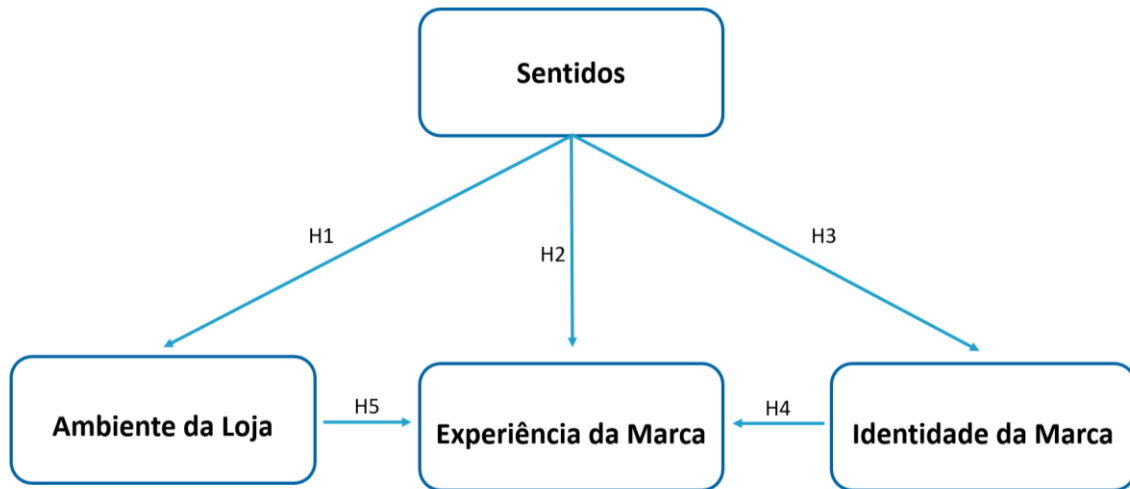 Sentidos
H1
H2
H3
Ambiente da Loja
H5
Experiência da Marca
H4
Identidade da Marca